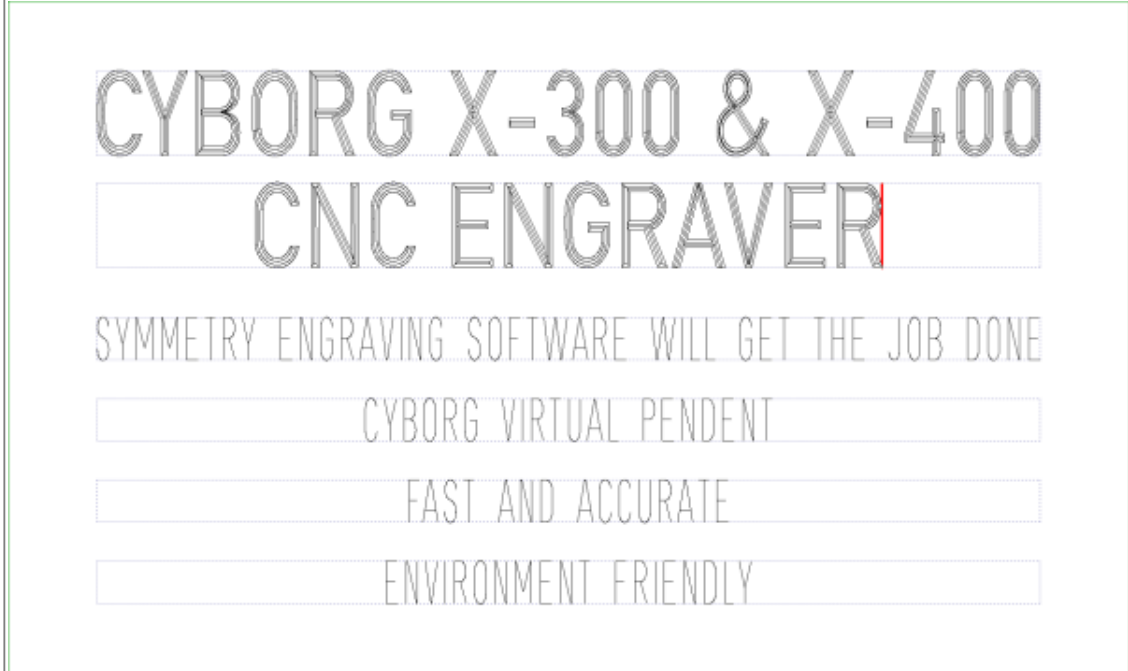 CYBORG X-300 & X-400
CNC ENGRAVER
SYMMETRY ENGRAVING SOFTWARE WILL GET THE JOB DONE
CYBORG VIRTUAL PENDENT
FAST AND ACCURATE
ENVIRONMENT FRIENDLY